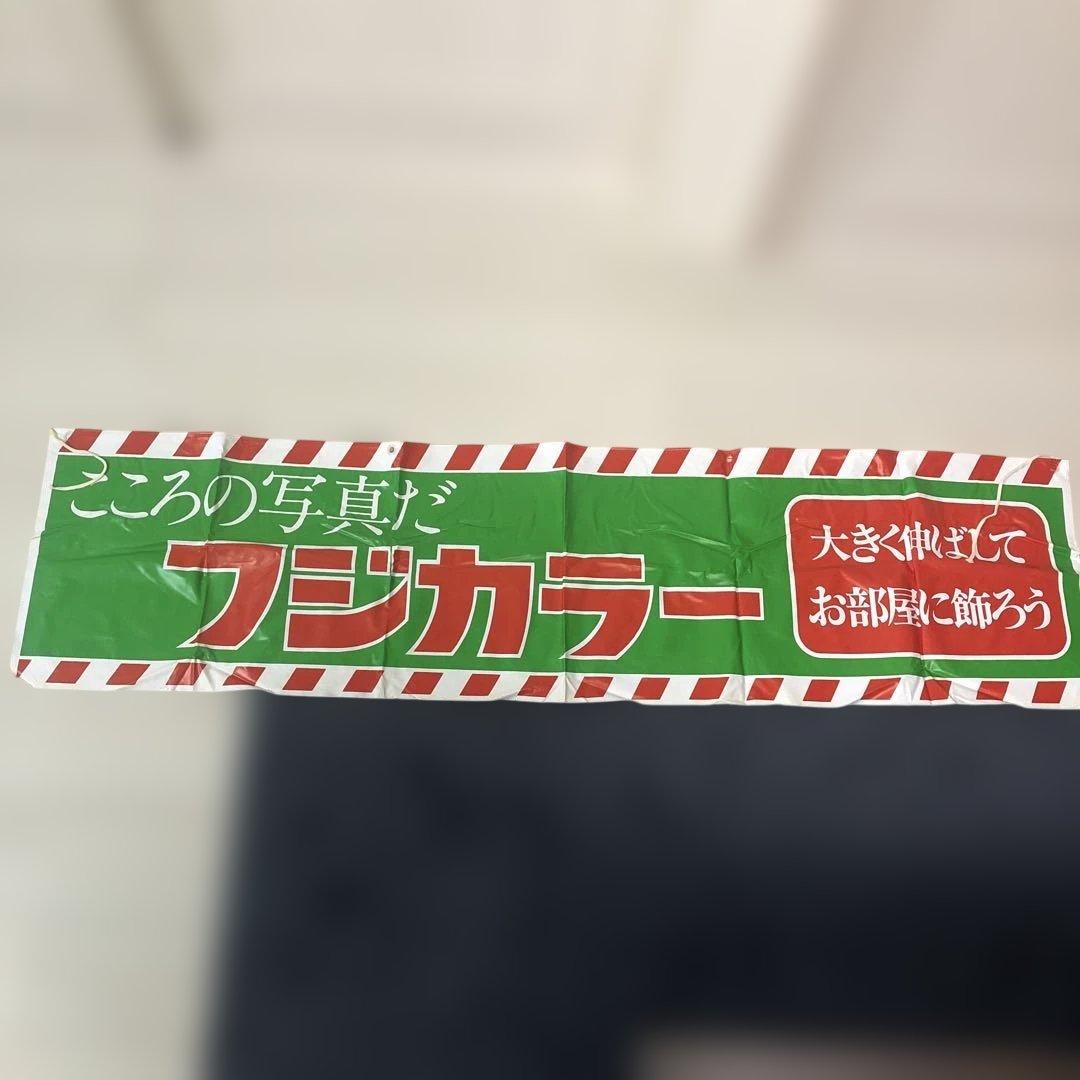 こころの写真だ
フジカラー
大きく伸ばして
お部屋に飾ろう